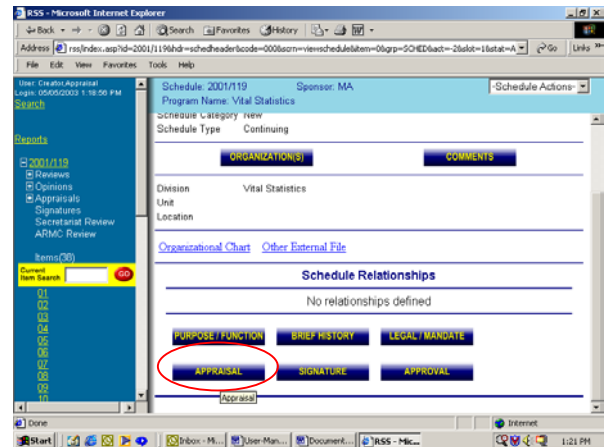 RSS - Microsoft Internet Explorer
Back Search Favorites History
Address rss/index.asp?id=2001/119&hdr=schedheader&code=000&scrn=viewschedule&item=0&grp=SCHED&act=-2&slot=1&stat=A Go Links »
File Edit View Favorites Tools Help
User: Creator,Appraisal
Login: 05/05/2003 1:18:56 PM
Search
Reports
2001/119
Reviews
Opinions
Appraisals
Signatures
Secretariat Review
ARMC Review
Items(38)
Current
Item Search GO
01
02
03
04
05
06
07
08
09
10
Schedule: 2001/119 Sponsor: MA
Program Name: Vital Statistics
-Schedule Actions-
Schedule Category New
Schedule Type Continuing
ORGANIZATION(S) COMMENTS
Division Vital Statistics
Unit
Location
Organizational Chart Other External File
Schedule Relationships
No relationships defined
PURPOSE / FUNCTION BRIEF HISTORY LEGAL / MANDATE
APPRAISAL SIGNATURE APPROVAL
Appraisal
Done Internet
Start Inbox - M... User-Man... Document... RSS - Mic... 1:21 PM